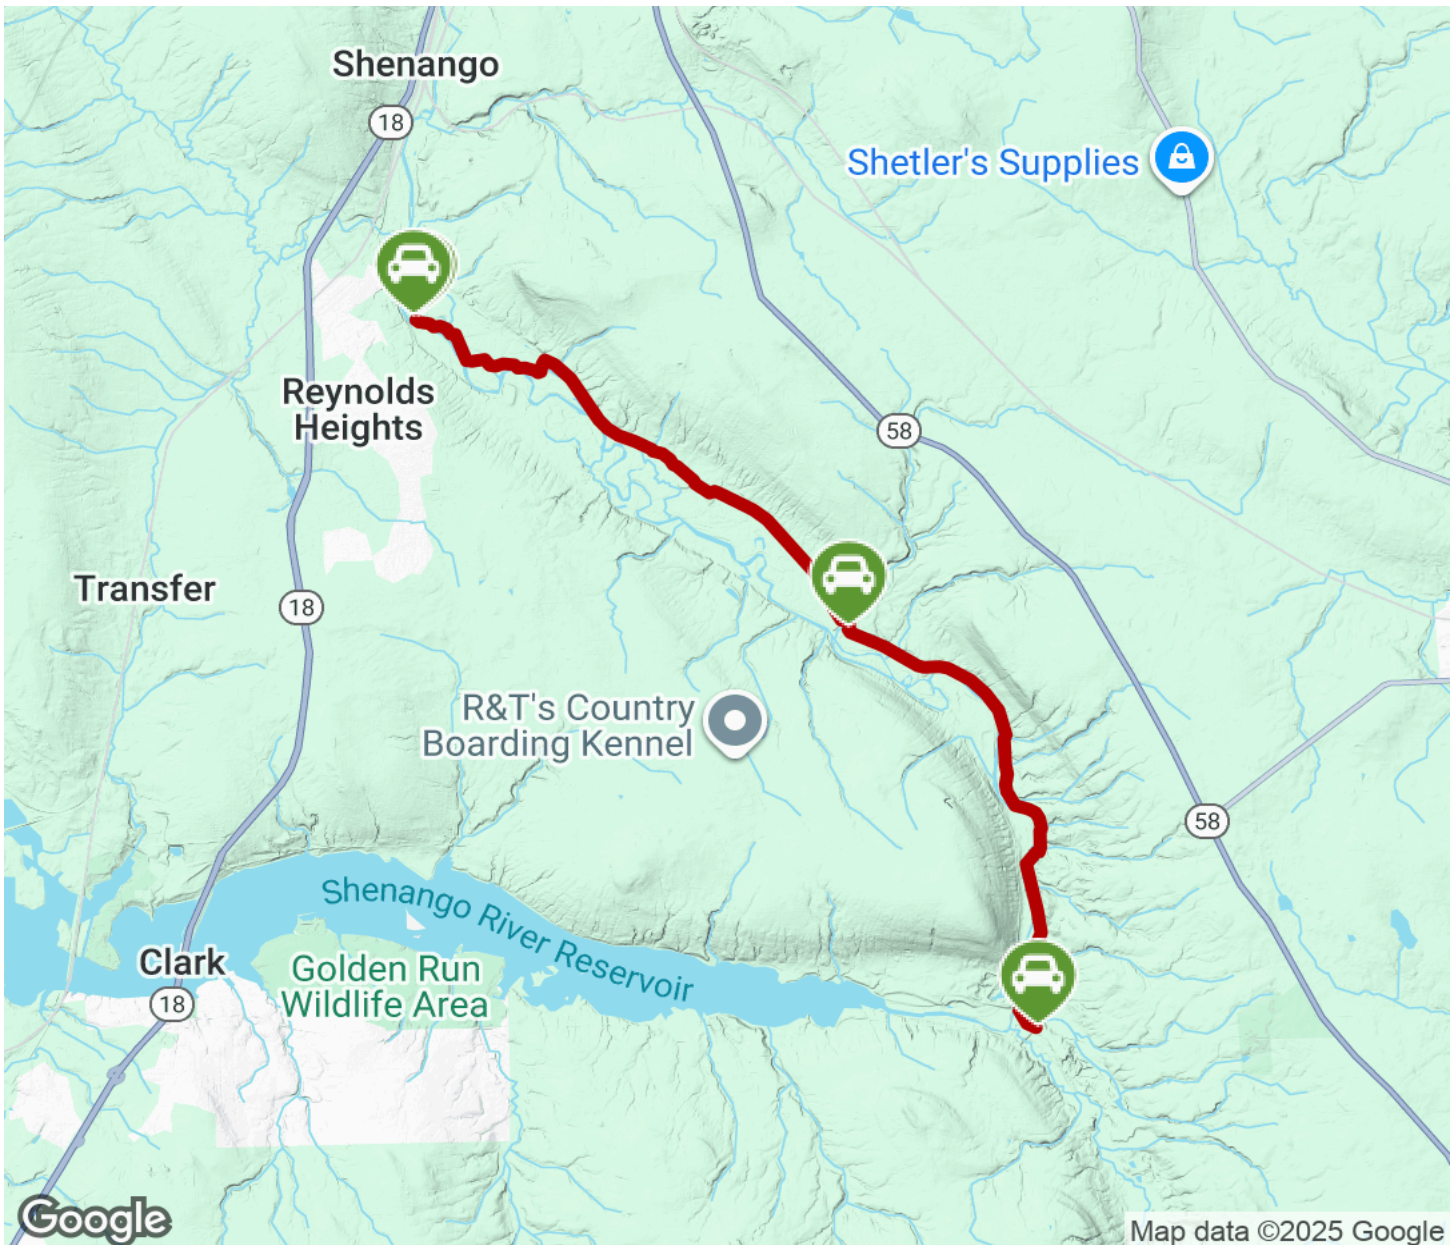 Shenango
18
Shetler's Supplies
Reynolds
Heights
58
Transfer
18
R&T's Country
Boarding Kennel
58
Shenango River Reservoir
Clark
18
Golden Run
Wildlife Area
Google
Map data ©2025 Google